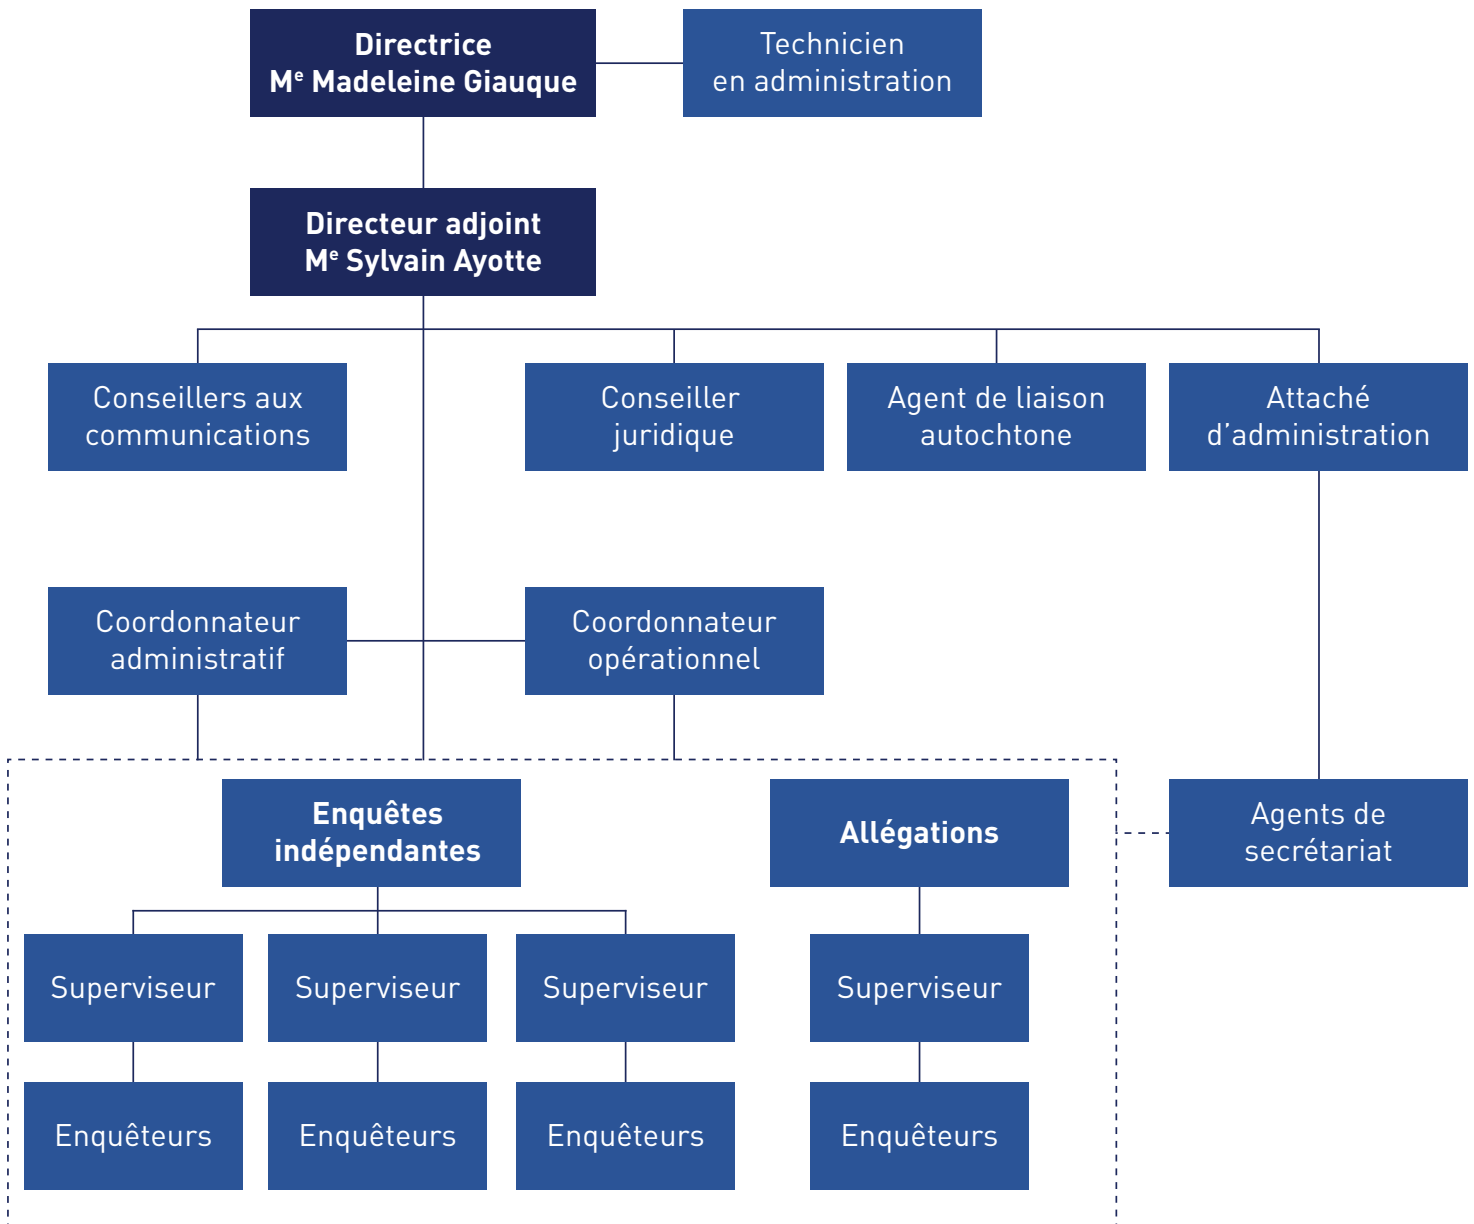 Directrice
Mᵉ Madeleine Giauque
Technicien
en administration
Directeur adjoint
Mᵉ Sylvain Ayotte
Conseillers aux
communications
Conseiller
juridique
Agent de liaison
autochtone
Attaché
d’administration
Coordonnateur
administratif
Coordonnateur
opérationnel
Enquêtes
indépendantes
Allégations
Agents de
secrétariat
Superviseur
Superviseur
Superviseur
Superviseur
Enquêteurs
Enquêteurs
Enquêteurs
Enquêteurs